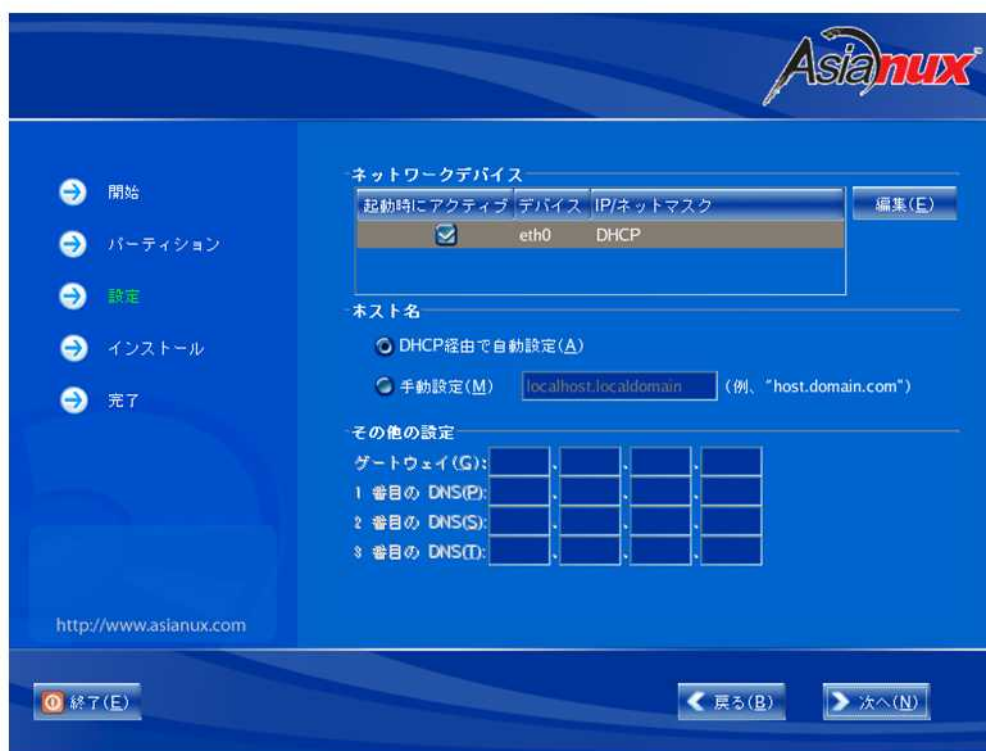 Asianux
開始
パーティション
設定
インストール
完了
http://www.asianux.com
ネットワークデバイス
起動時にアクティブ デバイス IP/ネットマスク
eth0 DHCP
編集(E)
ホスト名
DHCP経由で自動設定(A)
手動設定(M) localhost.localdomain (例、"host.domain.com")
その他の設定
ゲートウェイ(G): . . .
1 番目の DNS(P): . . .
2 番目の DNS(S): . . .
3 番目の DNS(T): . . .
終了(E)
戻る(B)
次へ(N)